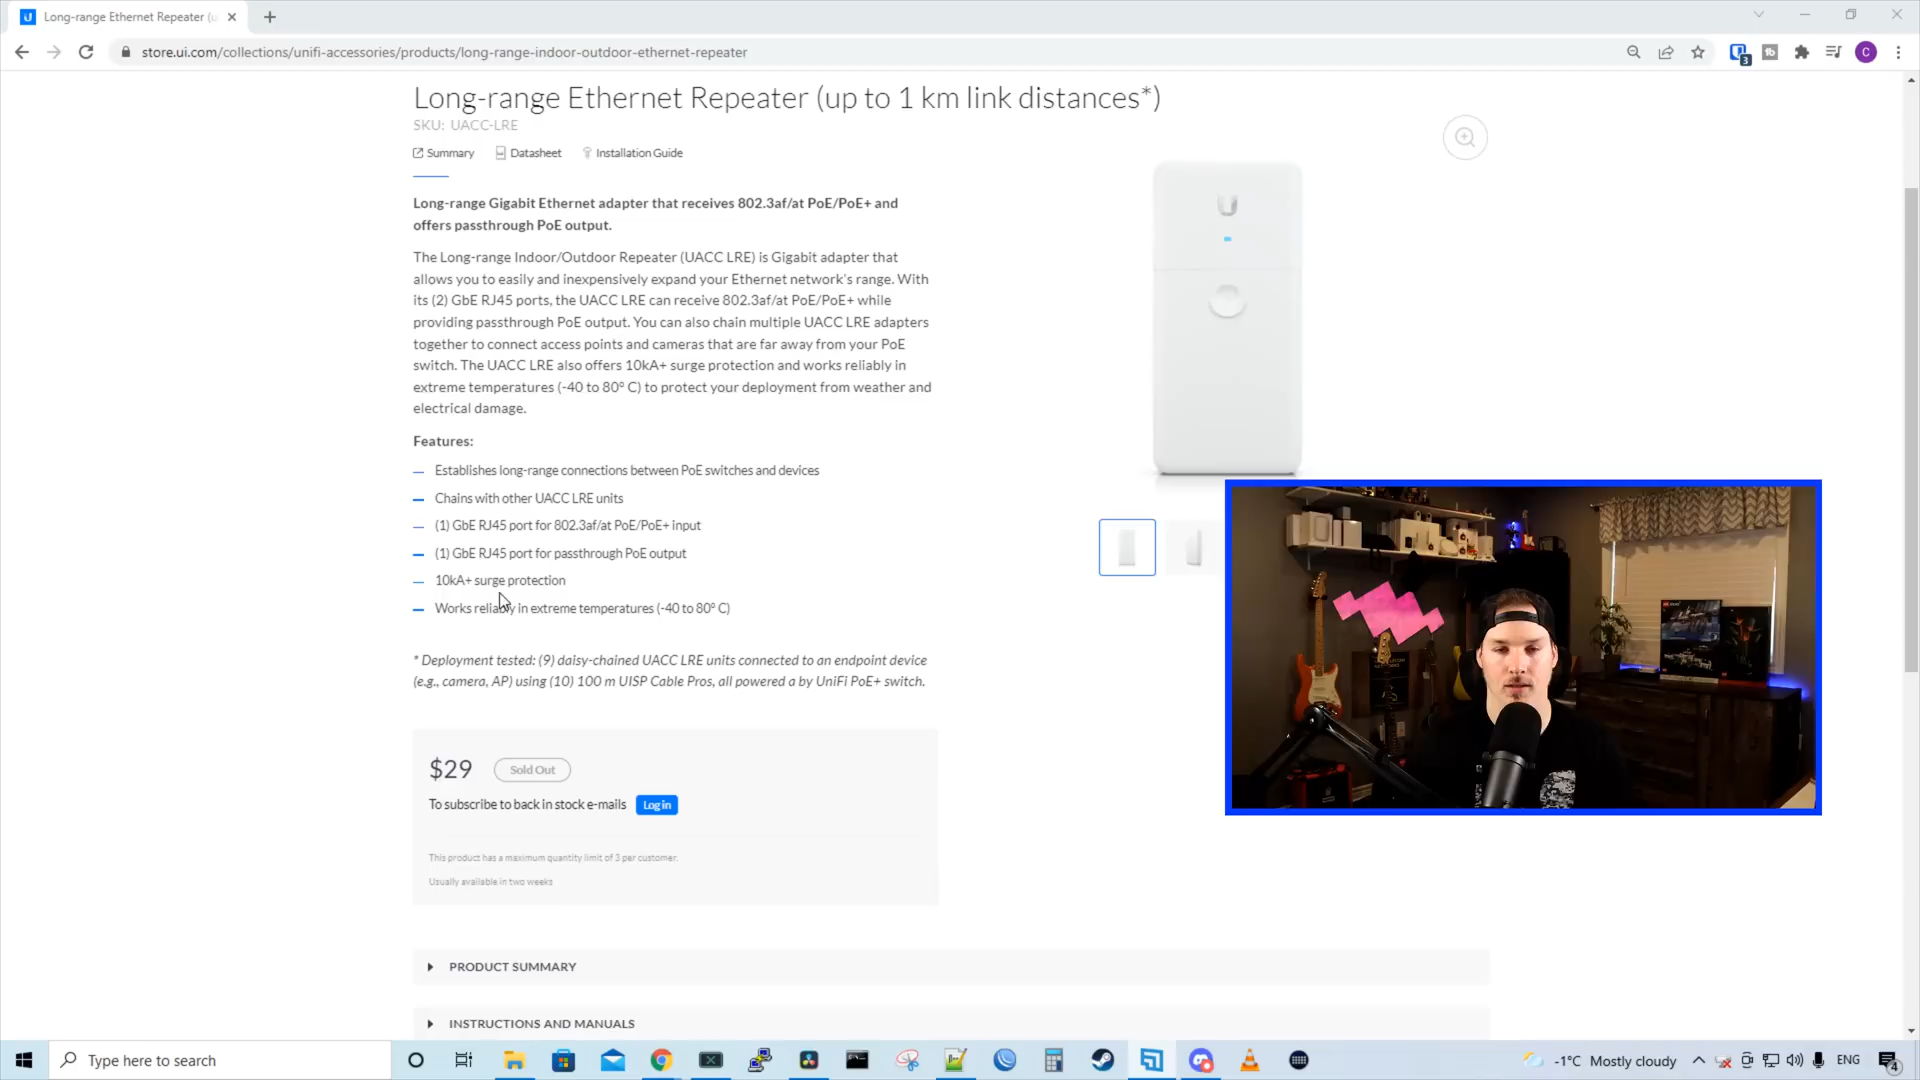 Long-range Ethernet Repeater (u
store.ui.com/collections/unifi-accessories/products/long-range-indoor-outdoor-ethernet-repeater
3
C
Long-range Ethernet Repeater (up to 1 km link distances*)
SKU: UACC-LRE
Summary Datasheet Installation Guide
Long-range Gigabit Ethernet adapter that receives 802.3af/at PoE/PoE+ and
offers passthrough PoE output.
The Long-range Indoor/Outdoor Repeater (UACC LRE) is Gigabit adapter that
allows you to easily and inexpensively expand your Ethernet network's range. With
its (2) GbE RJ45 ports, the UACC LRE can receive 802.3af/at PoE/PoE+ while
providing passthrough PoE output. You can also chain multiple UACC LRE adapters
together to connect access points and cameras that are far away from your PoE
switch. The UACC LRE also offers 10kA+ surge protection and works reliably in
extreme temperatures (-40 to 80° C) to protect your deployment from weather and
electrical damage.
Features:
Establishes long-range connections between PoE switches and devices
Chains with other UACC LRE units
(1) GbE RJ45 port for 802.3af/at PoE/PoE+ input
(1) GbE RJ45 port for passthrough PoE output
10kA+ surge protection
Works reliably in extreme temperatures (-40 to 80° C)
* Deployment tested: (9) daisy-chained UACC LRE units connected to an endpoint device
(e.g., camera, AP) using (10) 100 m UISP Cable Pros, all powered a by UniFi PoE+ switch.
$29 Sold Out
To subscribe to back in stock e-mails Log in
This product has a maximum quantity limit of 3 per customer.
Usually available in two weeks
PRODUCT SUMMARY
INSTRUCTIONS AND MANUALS
Type here to search
-1°C Mostly cloudy
ENG
4